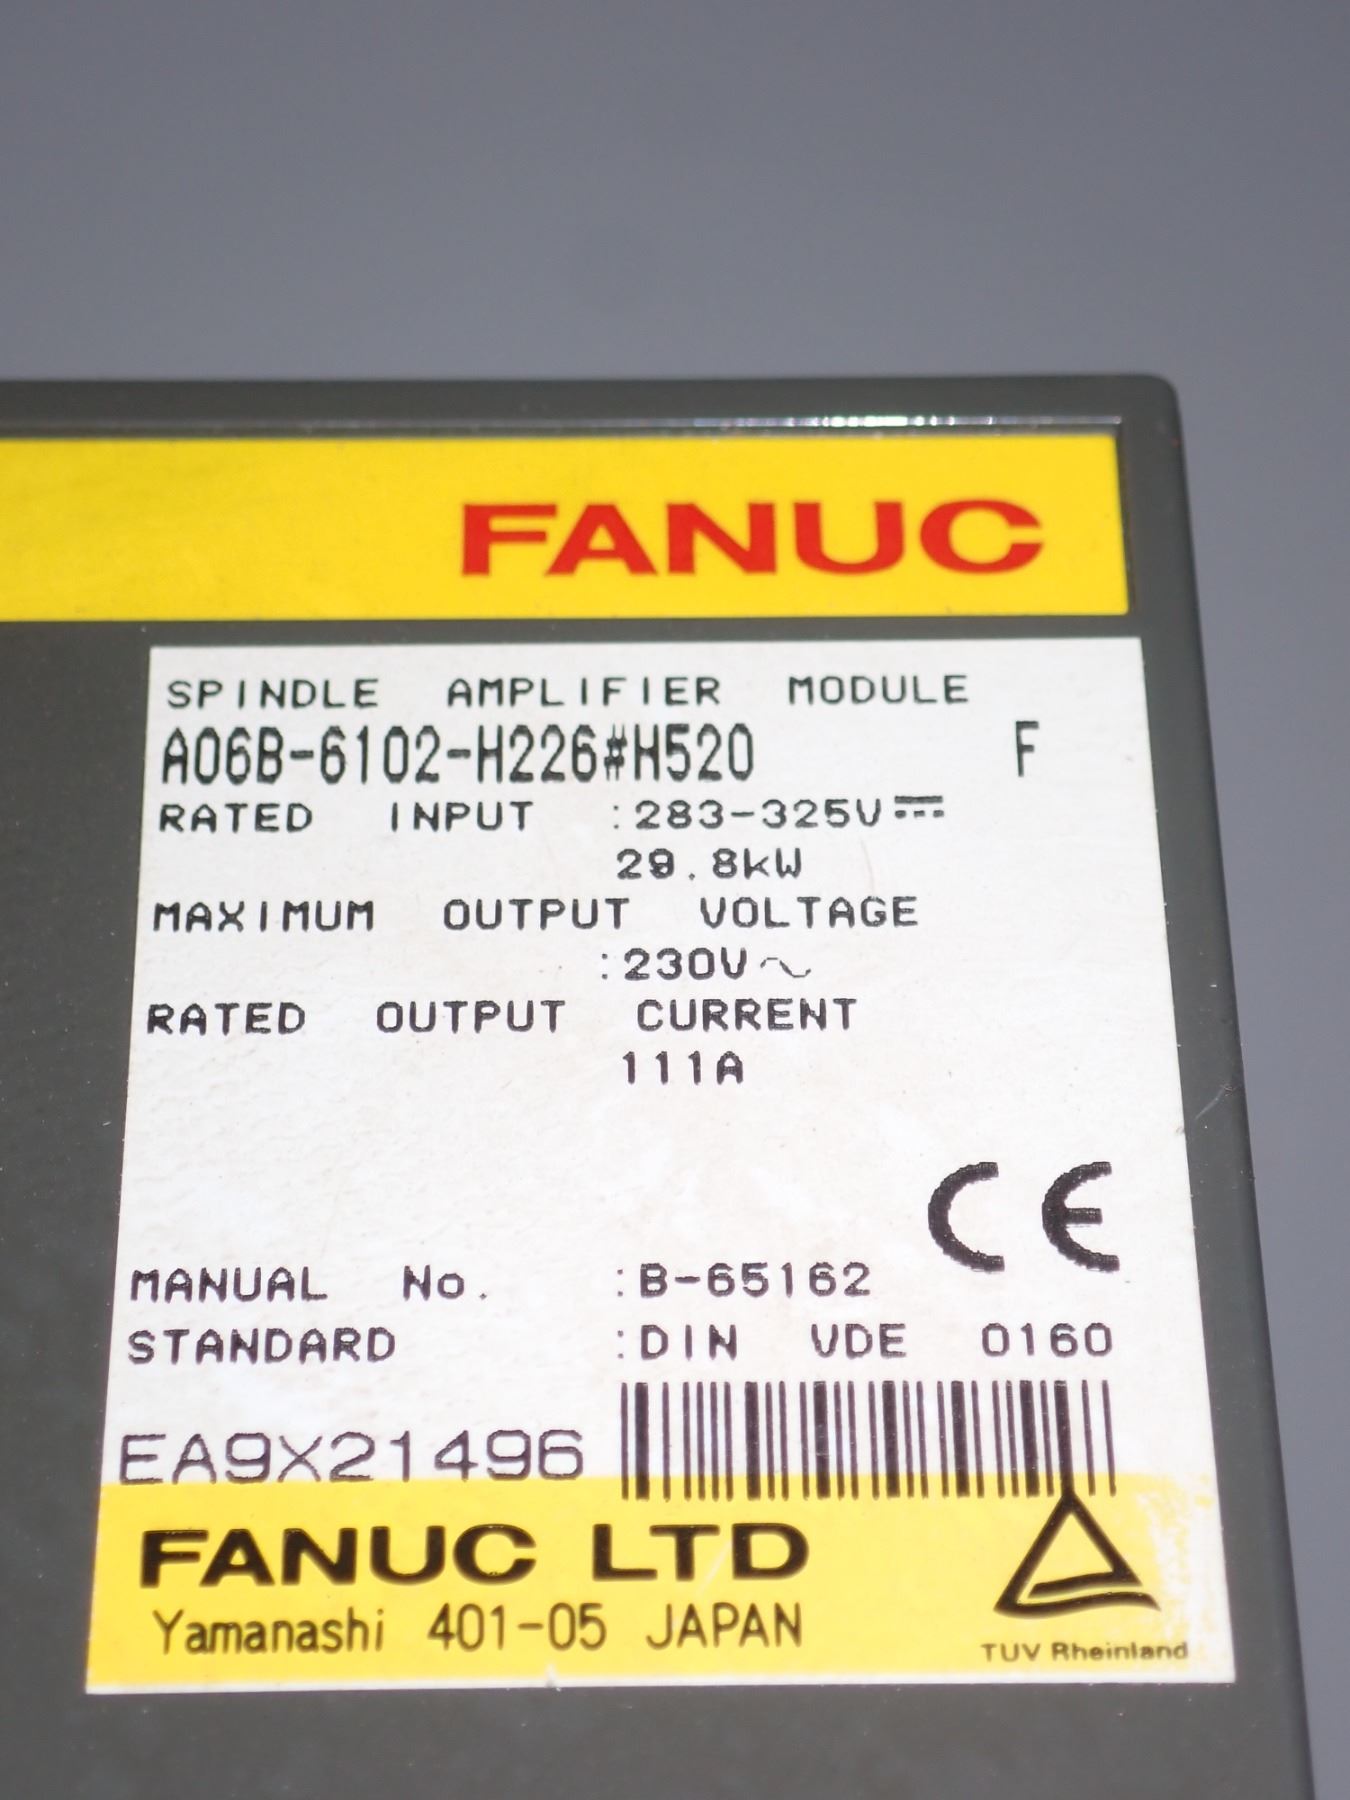 FANUC
SPINDLE AMPLIFIER MODULE
A06B-6102-H226#H520 F
RATED INPUT :283-325V⎓
29.8kW
MAXIMUM OUTPUT VOLTAGE
:230V~
RATED OUTPUT CURRENT
111A
CE
MANUAL No. :B-65162
STANDARD :DIN VDE 0160
EA9X21496
FANUC LTD
Yamanashi 401-05 JAPAN
TUV Rheinland